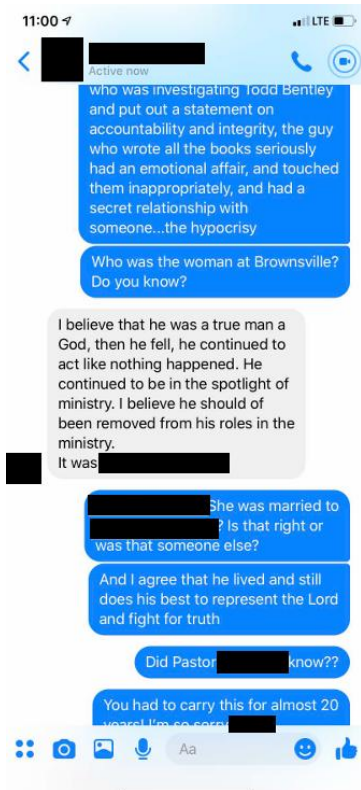 11:00
LTE
Active now
who was investigating Todd Bentley
and put out a statement on
accountability and integrity, the guy
who wrote all the books seriously
had an emotional affair, and touched
them inappropriately, and had a
secret relationship with
someone...the hypocrisy
Who was the woman at Brownsville?
Do you know?
I believe that he was a true man a
God, then he fell, he continued to
act like nothing happened. He
continued to be in the spotlight of
ministry. I believe he should of
been removed from his roles in the
ministry.
It was
She was married to
? Is that right or
was that someone else?
And I agree that he lived and still
does his best to represent the Lord
and fight for truth
Did Pastor know??
You had to carry this for almost 20
years! I'm so sorry
Aa